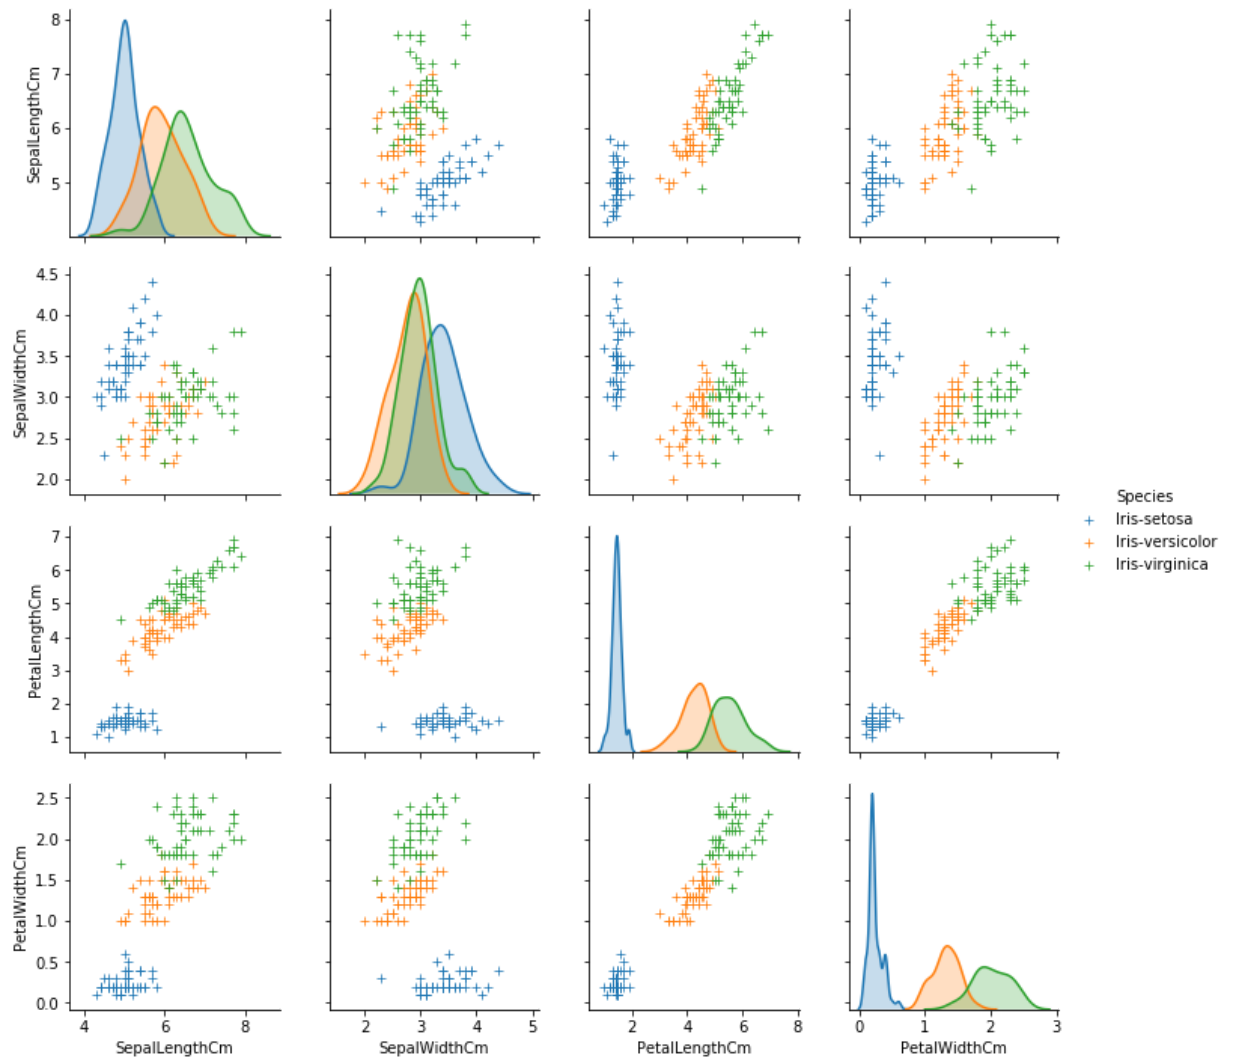 8
7
6
5
SepalLengthCm
4.5
4.0
3.5
3.0
2.5
2.0
SepalWidthCm
Species
Iris-setosa
Iris-versicolor
Iris-virginica
7
6
5
4
3
2
1
PetalLengthCm
2.5
2.0
1.5
1.0
0.5
0.0
PetalWidthCm
4 6 8
SepalLengthCm
2 3 4 5
SepalWidthCm
2 4 6 8
PetalLengthCm
0 1 2 3
PetalWidthCm